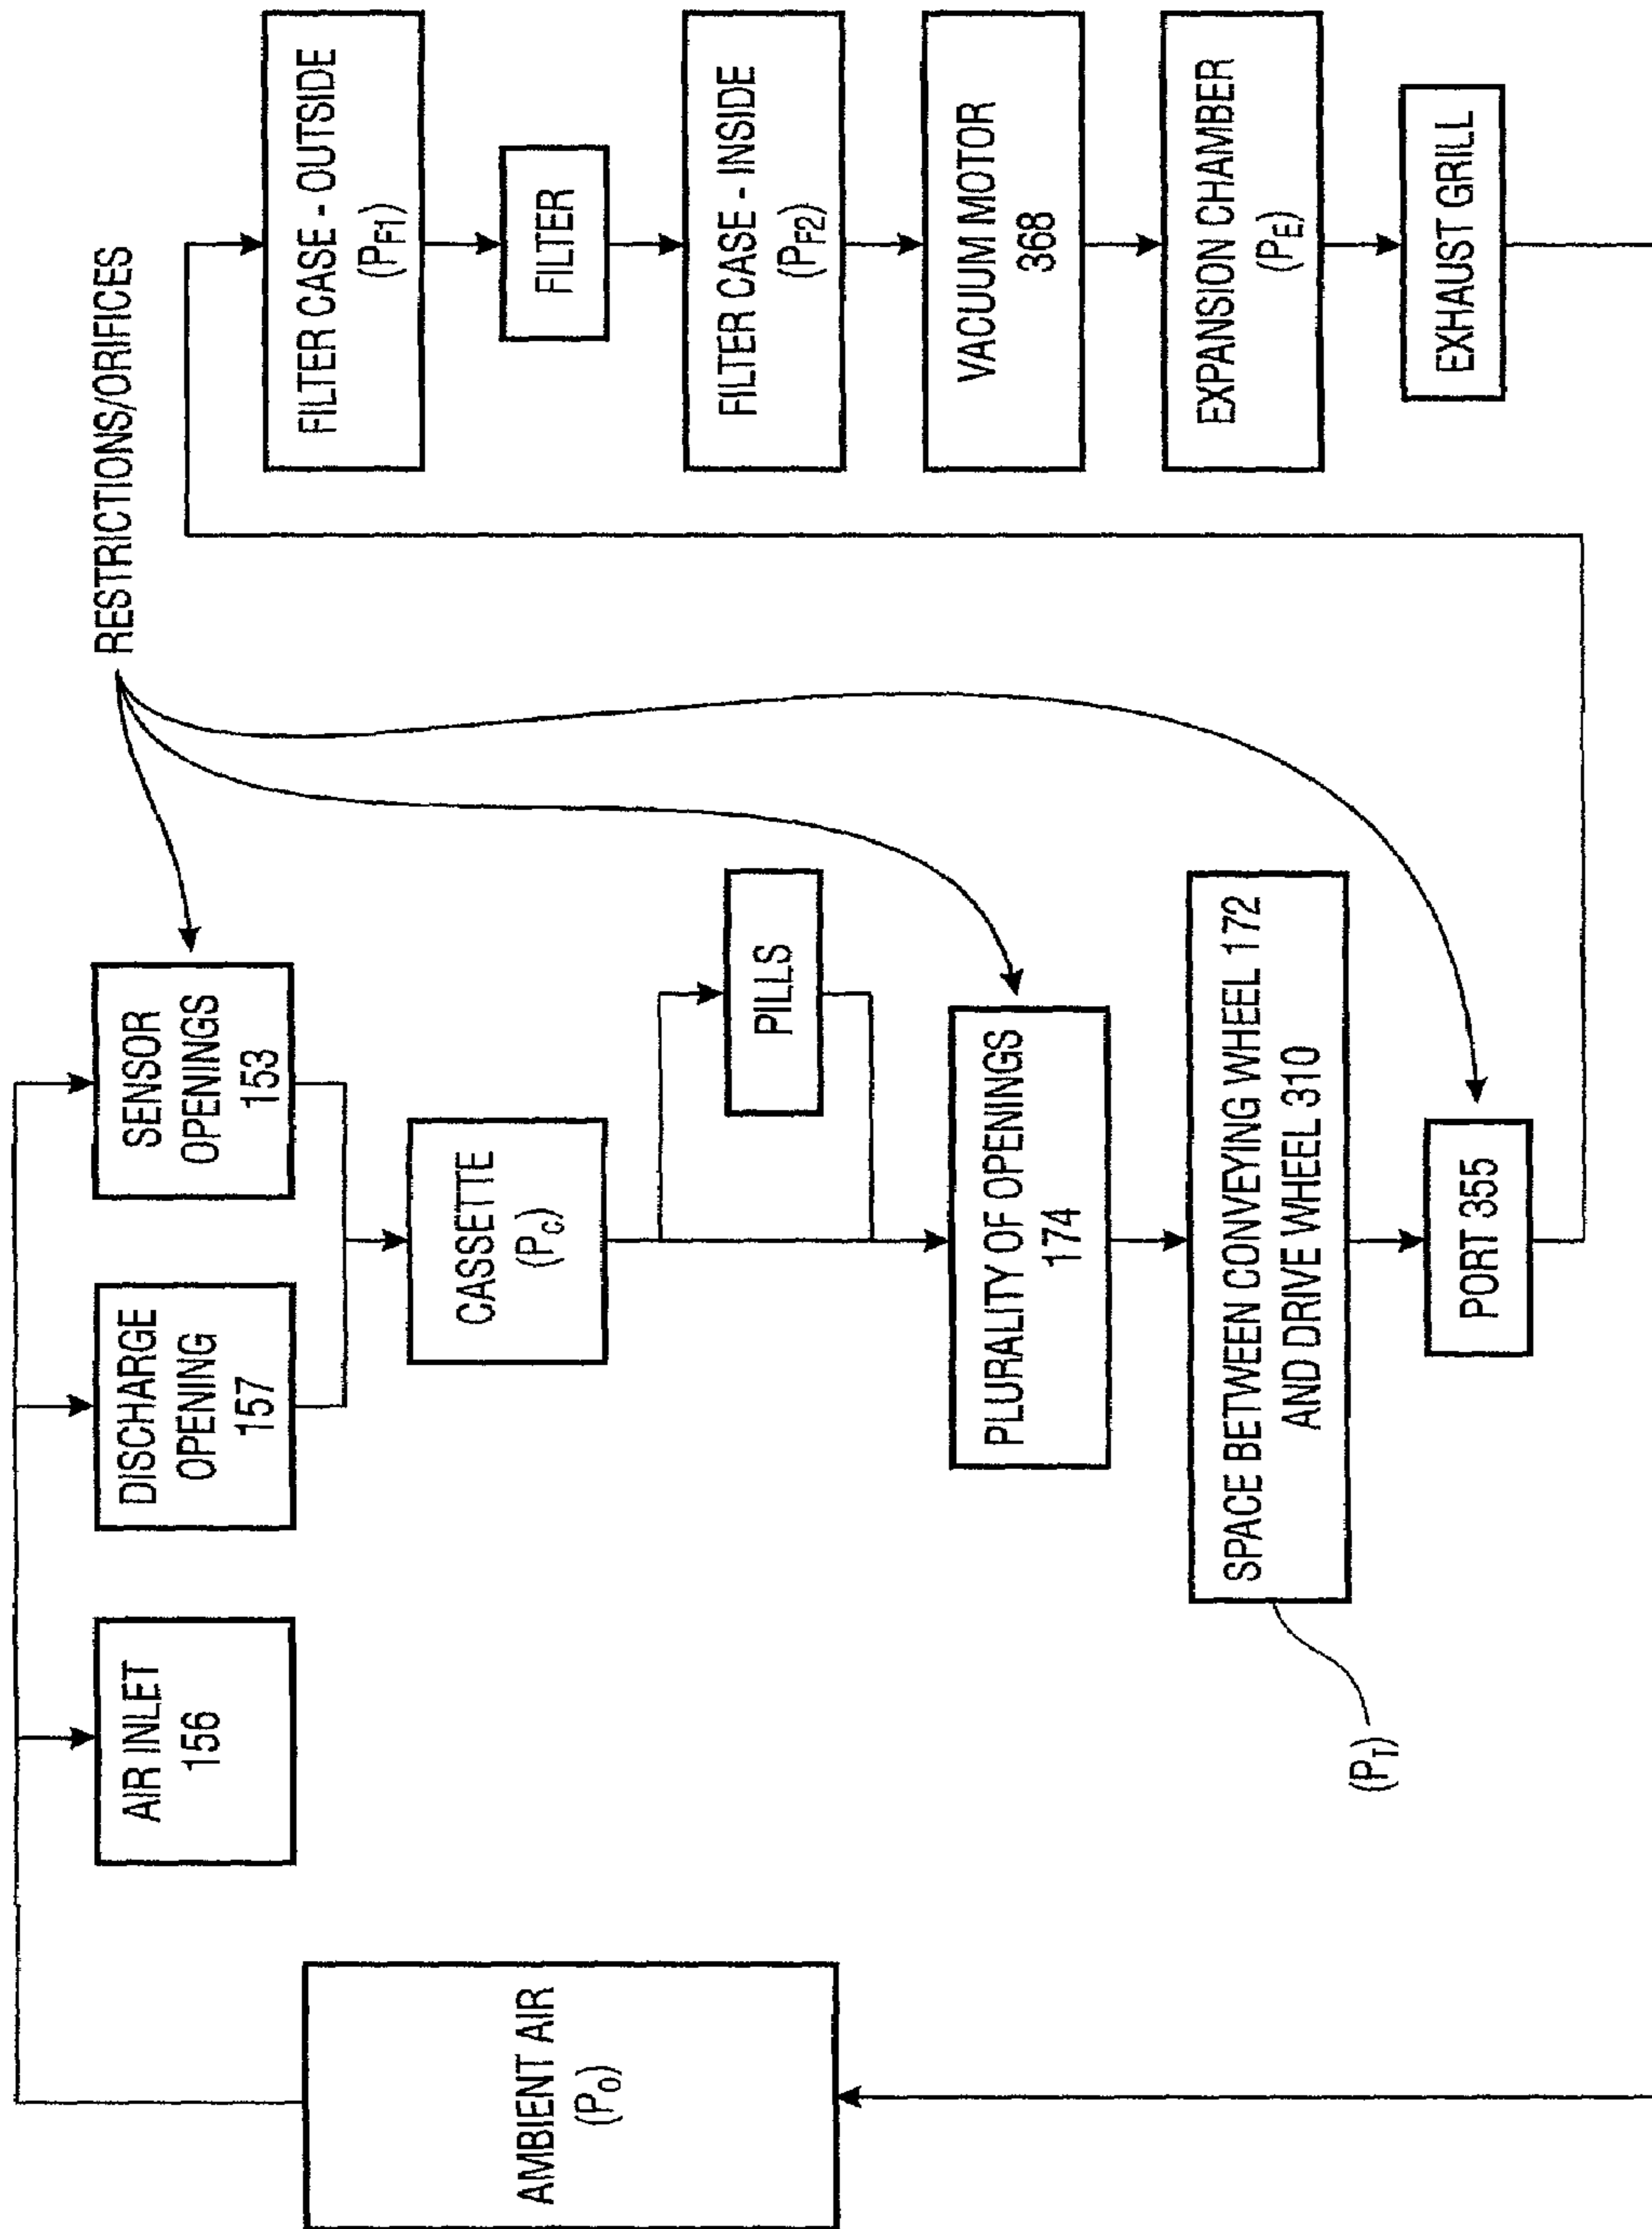 RESTRICTIONS/ORIFICES
AMBIENT AIR
(P0)
AIR INLET
156
DISCHARGE
OPENING
157
SENSOR
OPENINGS
153
CASSETTE
(PC)
PILLS
PLURALITY OF OPENINGS
174
SPACE BETWEEN CONVEYING WHEEL 172
AND DRIVE WHEEL 310
(PT)
PORT 355
FILTER CASE - OUTSIDE
(PF1)
FILTER
FILTER CASE - INSIDE
(PF2)
VACUUM MOTOR
368
EXPANSION CHAMBER
(PE)
EXHAUST GRILL